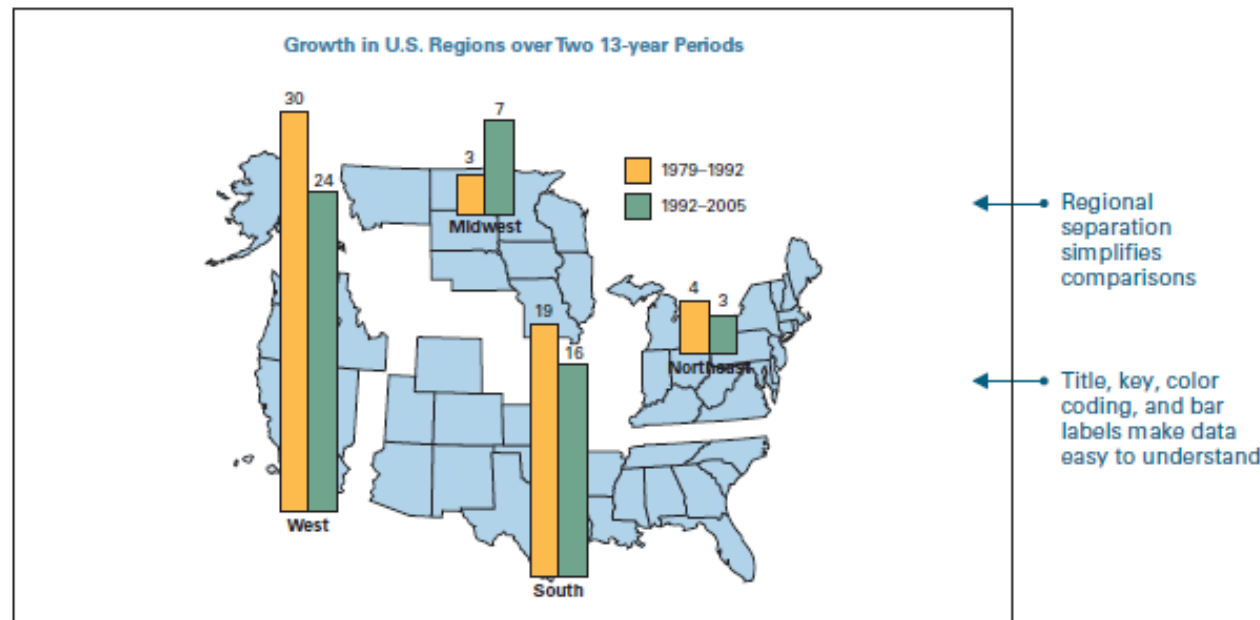 Growth in U.S. Regions over Two 13-year Periods
30
7
3
1979–1992
24
1992–2005
Midwest
Regional
separation
simplifies
comparisons
4
3
19
16
Northeast
Title, key, color
coding, and bar
labels make data
easy to understand
West
South